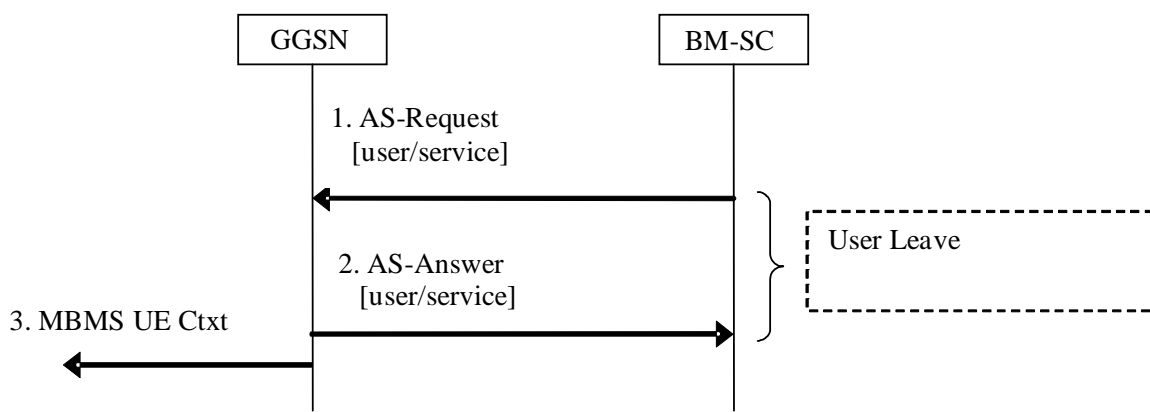 GGSN
BM-SC
1. AS-Request
[user/service]
User Leave
2. AS-Answer
[user/service]
3. MBMS UE Ctxt